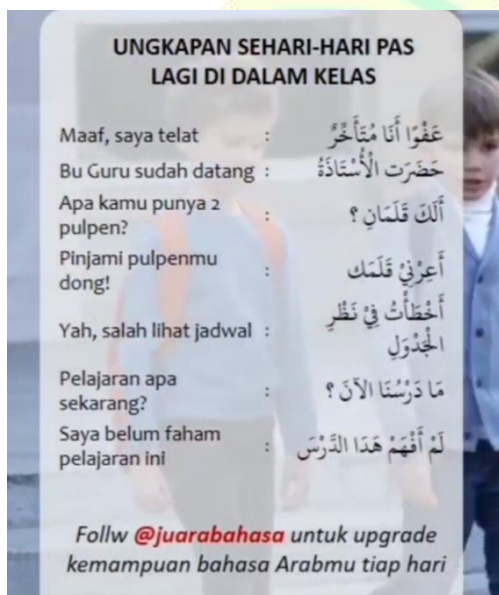 UNGKAPAN SEHARI-HARI PAS
LAGI DI DALAM KELAS
Maaf, saya telat : عَفْوًا أَنَا مُتَأَخِّرٌ
Bu Guru sudah datang : حَضَرَت الْأُسْتَاذَةُ
Apa kamu punya 2
pulpen? : أَلَكَ قَلَمَانِ ؟
Pinjami pulpenmu
dong! : أَعِرْنِيْ قَلَمَك
Yah, salah lihat jadwal : أَخْطَأْتُ فِيْ نَظْرِ
الْجَدْوَلِ
Pelajaran apa
sekarang? : مَا دَرْسُنَا الآنَ ؟
Saya belum faham
pelajaran ini : لَمْ أَفْهَمْ هَذَا الدَّرْسَ
Follw @juarabahasa untuk upgrade
kemampuan bahasa Arabmu tiap hari